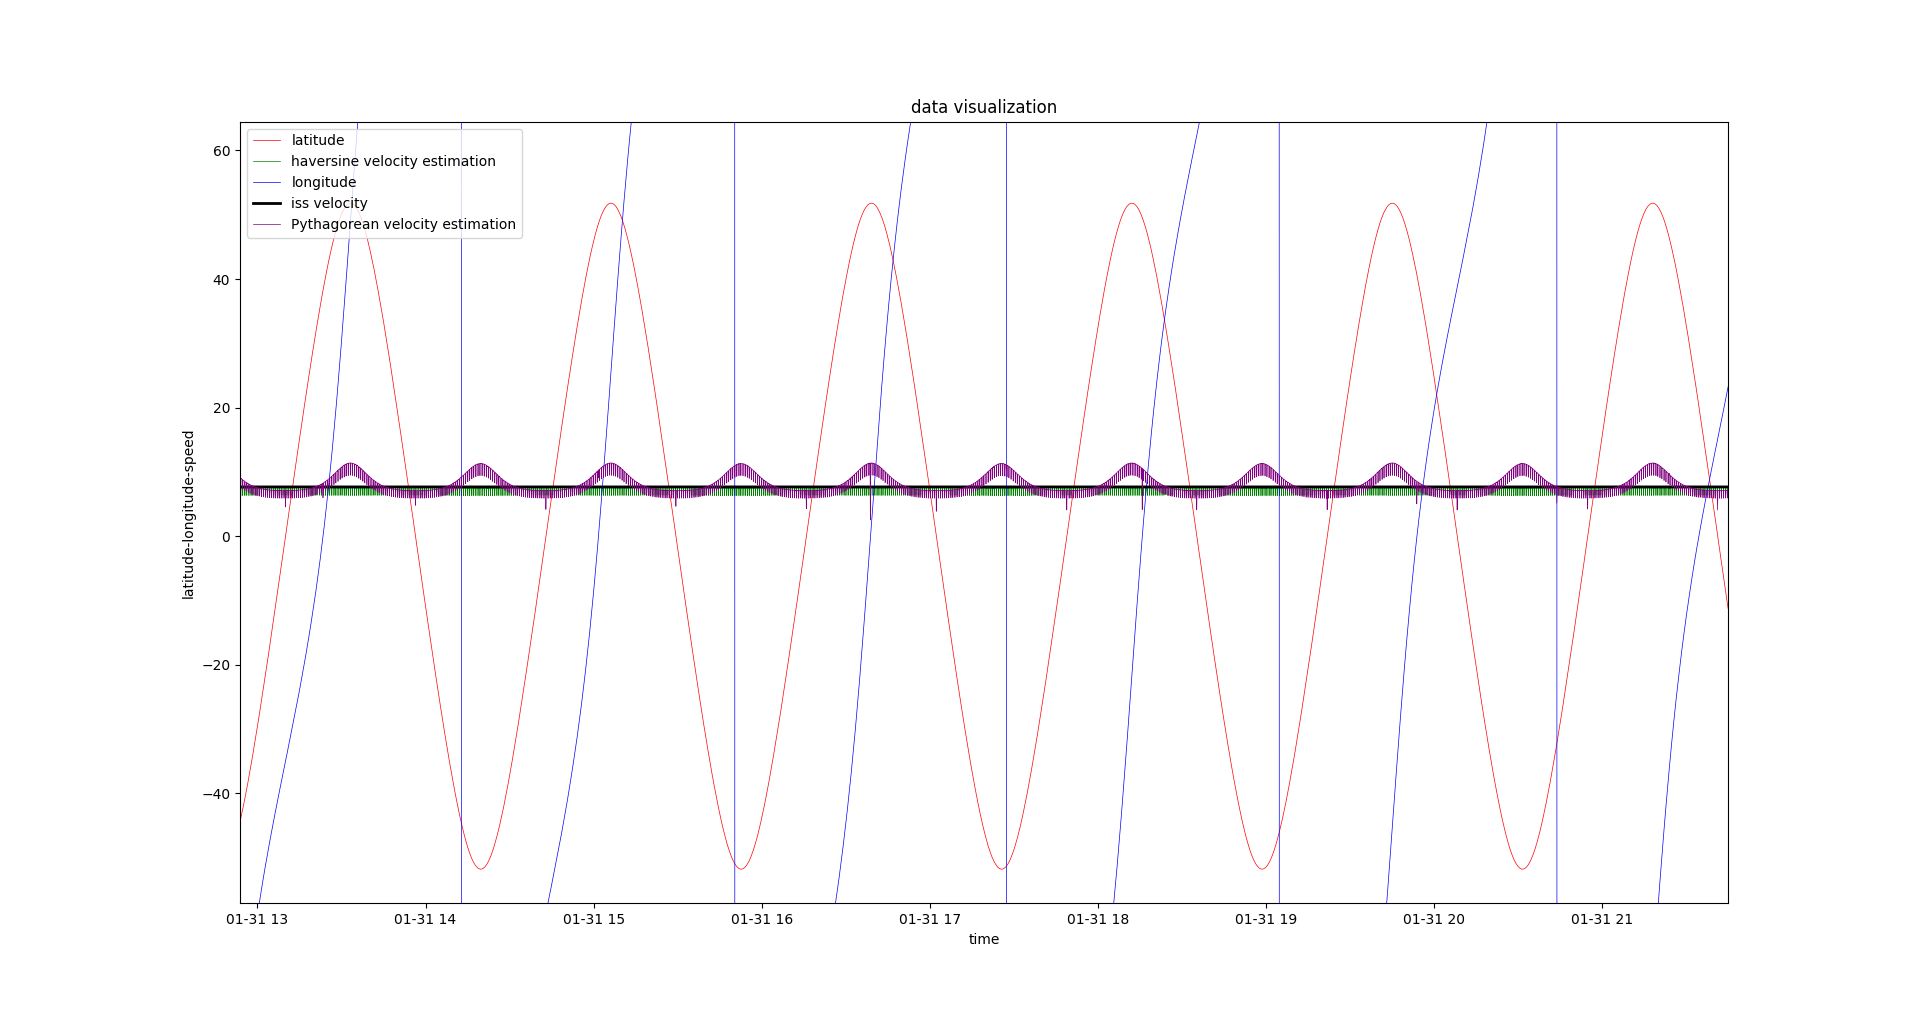 data visualization
latitude
haversine velocity estimation
longitude
iss velocity
Pythagorean velocity estimation
60
40
20
0
−20
−40
latitude-longitude-speed
01-31 13 01-31 14 01-31 15 01-31 16 01-31 17 01-31 18 01-31 19 01-31 20 01-31 21
time